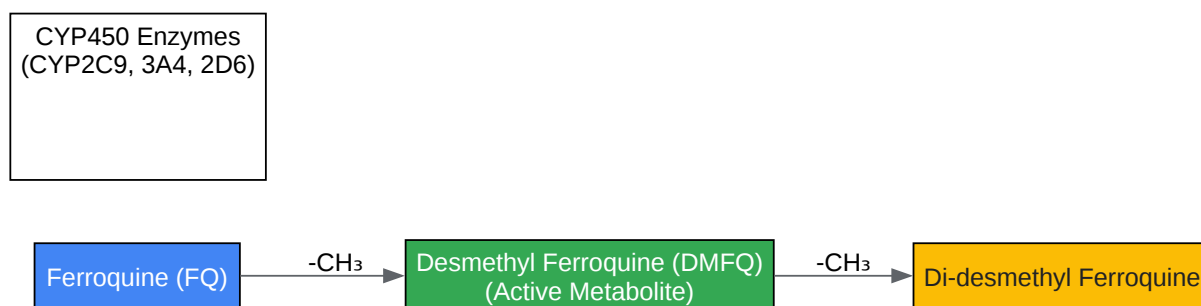 CYP450 Enzymes
(CYP2C9, 3A4, 2D6)
Ferroquine (FQ)
-CH₃
Desmethyl Ferroquine (DMFQ)
(Active Metabolite)
-CH₃
Di-desmethyl Ferroquine